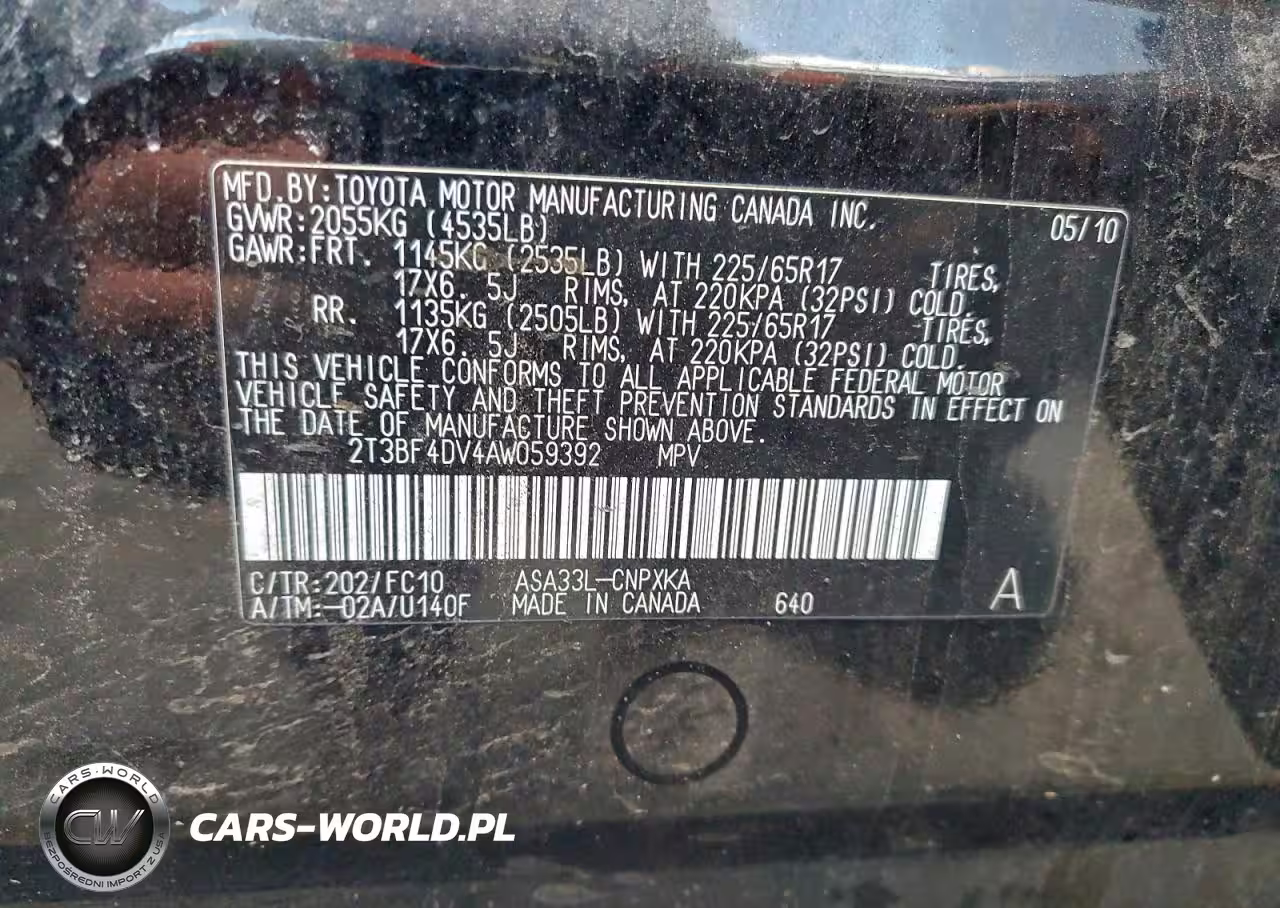 MFD.BY:TOYOTA MOTOR MANUFACTURING CANADA INC.
GVWR:2055KG (4535LB) 05/10
GAWR:FRT. 1145KG (2535LB) WITH 225/65R17 TIRES,
17X6. 5J RIMS, AT 220KPA (32PSI) COLD.
RR. 1135KG (2505LB) WITH 225/65R17 TIRES,
17X6. 5J RIMS, AT 220KPA (32PSI) COLD.
THIS VEHICLE CONFORMS TO ALL APPLICABLE FEDERAL MOTOR
VEHICLE SAFETY AND THEFT PREVENTION STANDARDS IN EFFECT ON
THE DATE OF MANUFACTURE SHOWN ABOVE.
2T3BF4DV4AW059392 MPV
C/TR:202/FC10 ASA33L-CNPXKA
A/TM:-02A/U140F MADE IN CANADA 640 A
CARS-WORLD
CW
BEZPOŚREDNI IMPORT Z USA
CARS-WORLD.PL